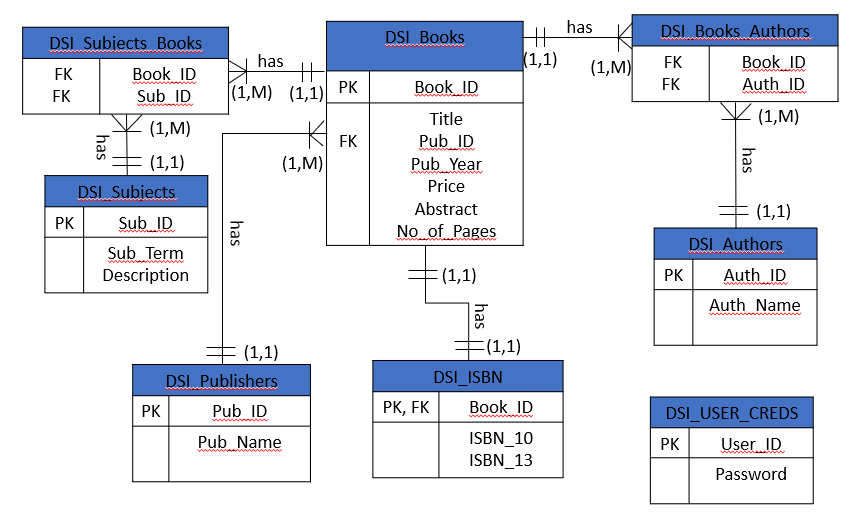 DSI_Subjects_Books
FK Book_ID
FK Sub_ID
has
(1,M) (1,1)
DSI_Books
PK Book_ID
Title
FK Pub_ID
Pub_Year
Price
Abstract
No_of_Pages
has
(1,1)
(1,M)
DSI_Books_Authors
FK Book_ID
FK Auth_ID
(1,M)
has
(1,1)
DSI_Subjects
PK Sub_ID
Sub_Term
Description
(1,M)
has
(1,1)
(1,M)
has
(1,1)
DSI_Authors
PK Auth_ID
Auth_Name
(1,1)
has
(1,1)
DSI_Publishers
PK Pub_ID
Pub_Name
DSI_ISBN
PK, FK Book_ID
ISBN_10
ISBN_13
DSI_USER_CREDS
PK User_ID
Password